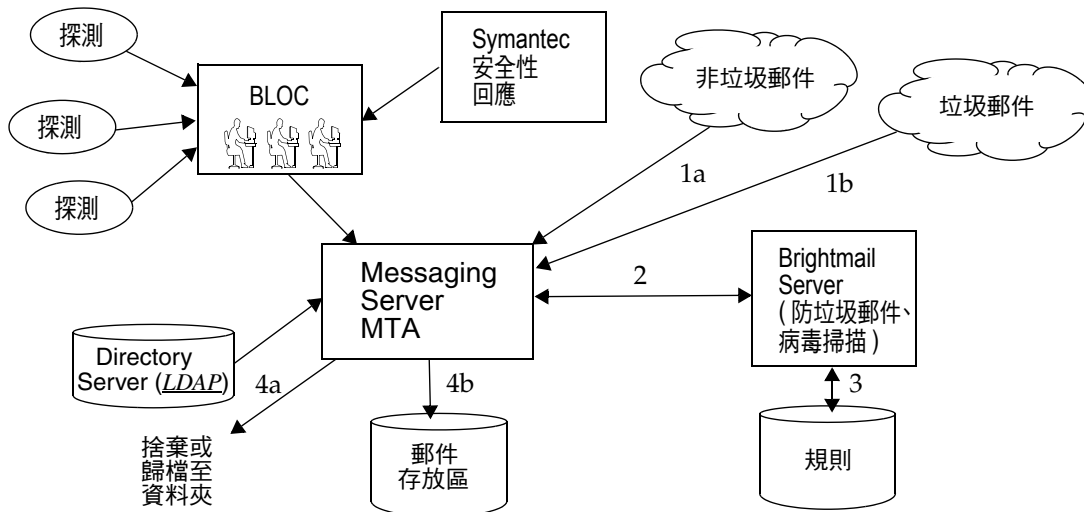 探測
探測
探測
BLOC
Symantec
安全性
回應
非垃圾郵件
垃圾郵件
1a
1b
Messaging
Server
MTA
2
Brightmail
Server
( 防垃圾郵件、
病毒掃描 )
3
規則
Directory
Server (LDAP)
4a
4b
捨棄或
歸檔至
資料夾
郵件
存放區